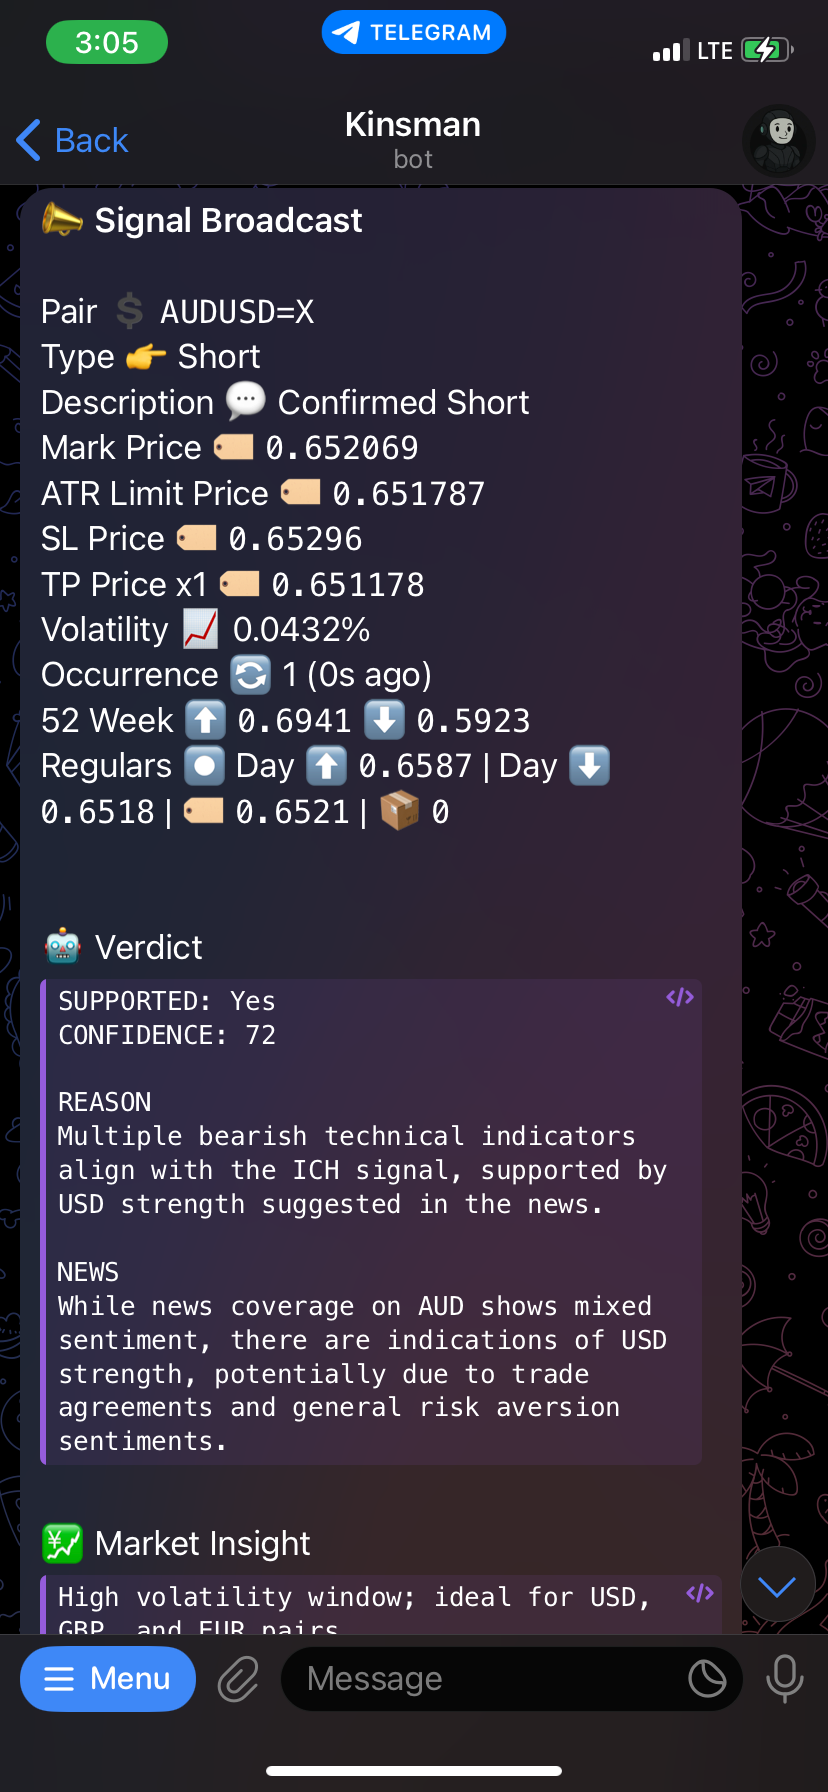 3:05
TELEGRAM
LTE
Back
Kinsman
bot
📣 Signal Broadcast
Pair 💲 AUDUSD=X
Type 👉 Short
Description 💬 Confirmed Short
Mark Price 🏷️ 0.652069
ATR Limit Price 🏷️ 0.651787
SL Price 🏷️ 0.65296
TP Price x1 🏷️ 0.651178
Volatility 📈 0.0432%
Occurrence 🔄 1 (0s ago)
52 Week ⬆️ 0.6941 ⬇️ 0.5923
Regulars ⏺️ Day ⬆️ 0.6587 | Day ⬇️
0.6518 | 🏷️ 0.6521 | 📦 0
🤖 Verdict
SUPPORTED: Yes
CONFIDENCE: 72
REASON
Multiple bearish technical indicators
align with the ICH signal, supported by
USD strength suggested in the news.
NEWS
While news coverage on AUD shows mixed
sentiment, there are indications of USD
strength, potentially due to trade
agreements and general risk aversion
sentiments.
💹 Market Insight
High volatility window; ideal for USD,
GBP, and EUR pairs
Menu
Message